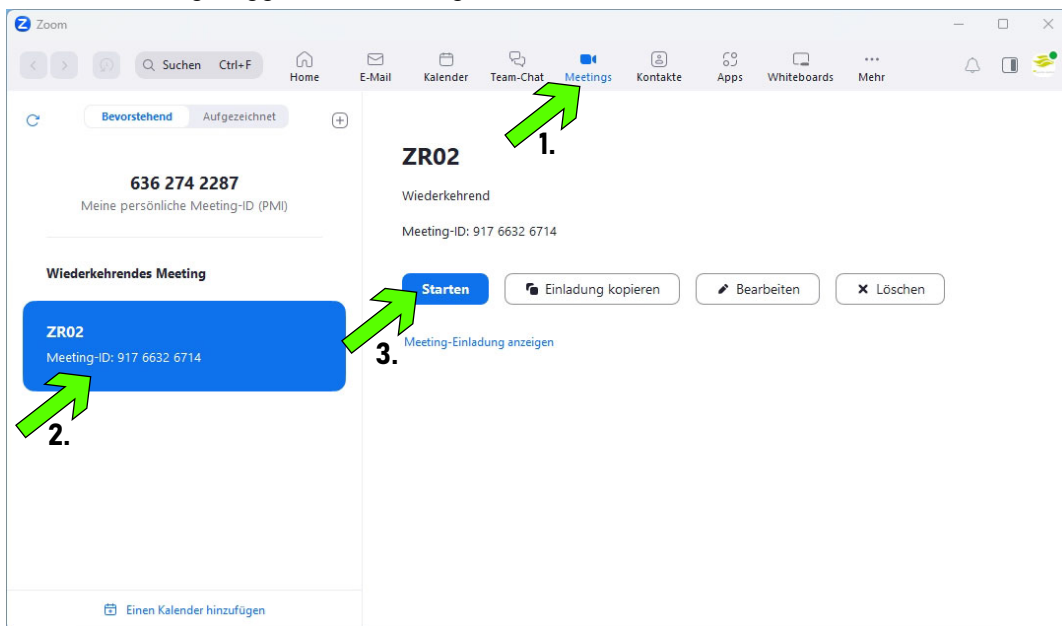 Zoom
Suchen Ctrl+F
Home
E-Mail
Kalender
Team-Chat
Meetings
Kontakte
Apps
Whiteboards
Mehr
Bevorstehend
Aufgezeichnet
1.
ZR02
636 274 2287
Meine persönliche Meeting-ID (PMI)
Wiederkehrend
Meeting-ID: 917 6632 6714
Wiederkehrendes Meeting
Starten
Einladung kopieren
Bearbeiten
Löschen
ZR02
Meeting-ID: 917 6632 6714
3.
Meeting-Einladung anzeigen
2.
Einen Kalender hinzufügen